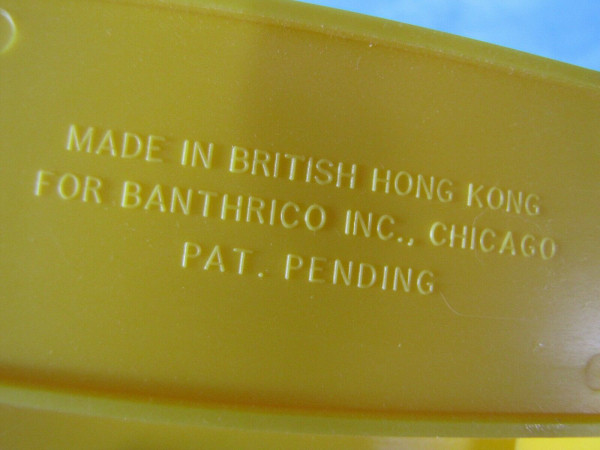 MADE IN BRITISH HONG KONG
FOR BANTHRICO INC., CHICAGO
PAT. PENDING